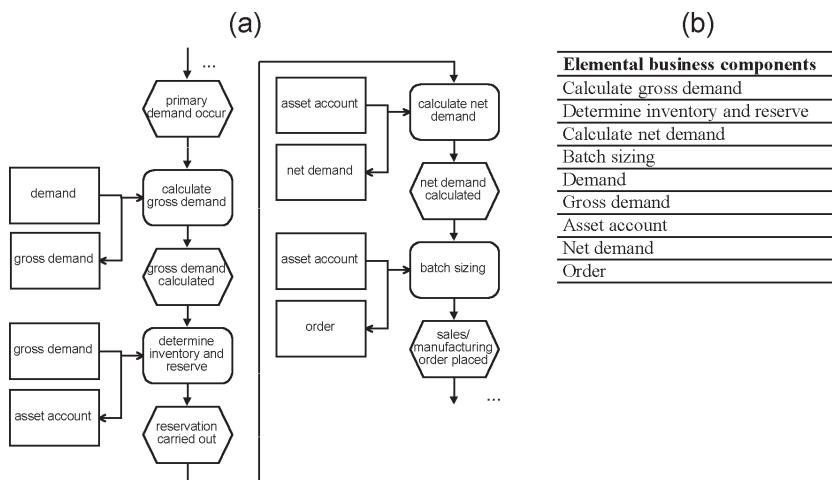 (a)
(b)
...
primary
demand occur
demand
calculate
gross demand
gross demand
gross demand
calculated
gross demand
determine
inventory and
reserve
asset account
reservation
carried out
asset account
calculate net
demand
net demand
net demand
calculated
asset account
batch sizing
order
sales/
manufacturing
order placed
...
Elemental business components
Calculate gross demand
Determine inventory and reserve
Calculate net demand
Batch sizing
Demand
Gross demand
Asset account
Net demand
Order